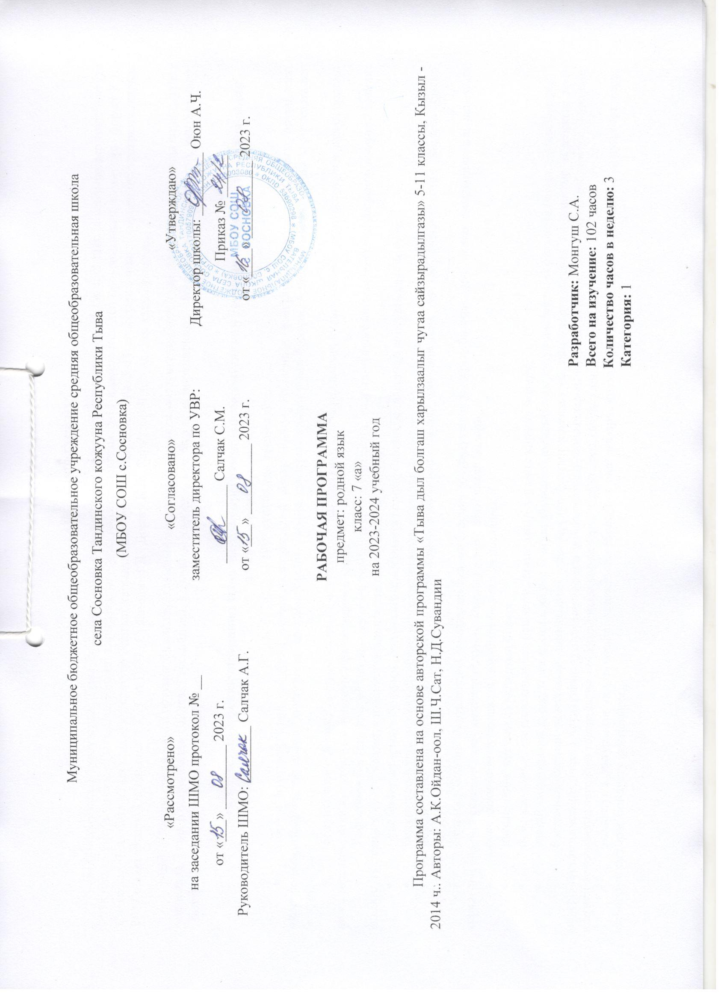 Муниципальное бюджетное общеобразовательное учреждение средняя общеобразовательная школа
села Сосновка Тандинского кожууна Республики Тыва
(МБОУ СОШ с.Сосновка)
«Рассмотрено»
на заседании ШМО протокол № __
от «15» 08 2023 г.
Руководитель ШМО: Салчак Салчак А.Г.
«Согласовано»
заместитель директора по УВР:
Салчак С.М.
от «15» 08 2023 г.
«Утверждаю»
Директор школы: Оюн А.Ч.
Приказ №
от «15» 08 2023 г.
МБОУ СОШ
с. СОСНОВКА
РАБОЧАЯ ПРОГРАММА
предмет: родной язык
класс: 7 «а»
на 2023-2024 учебный год
Программа составлена на основе авторской программы «Тыва дыл болгаш харылзаалыг чугаа сайзырадылгазы» 5-11 классы, Кызыл -
2014 ч.. Авторы: А.К.Ойдан-оол, Ш.Ч.Сат, Н.Д.Сувандии
Разработчик: Монгуш С.А.
Всего на изучение: 102 часов
Количество часов в неделю: 3
Категория: 1